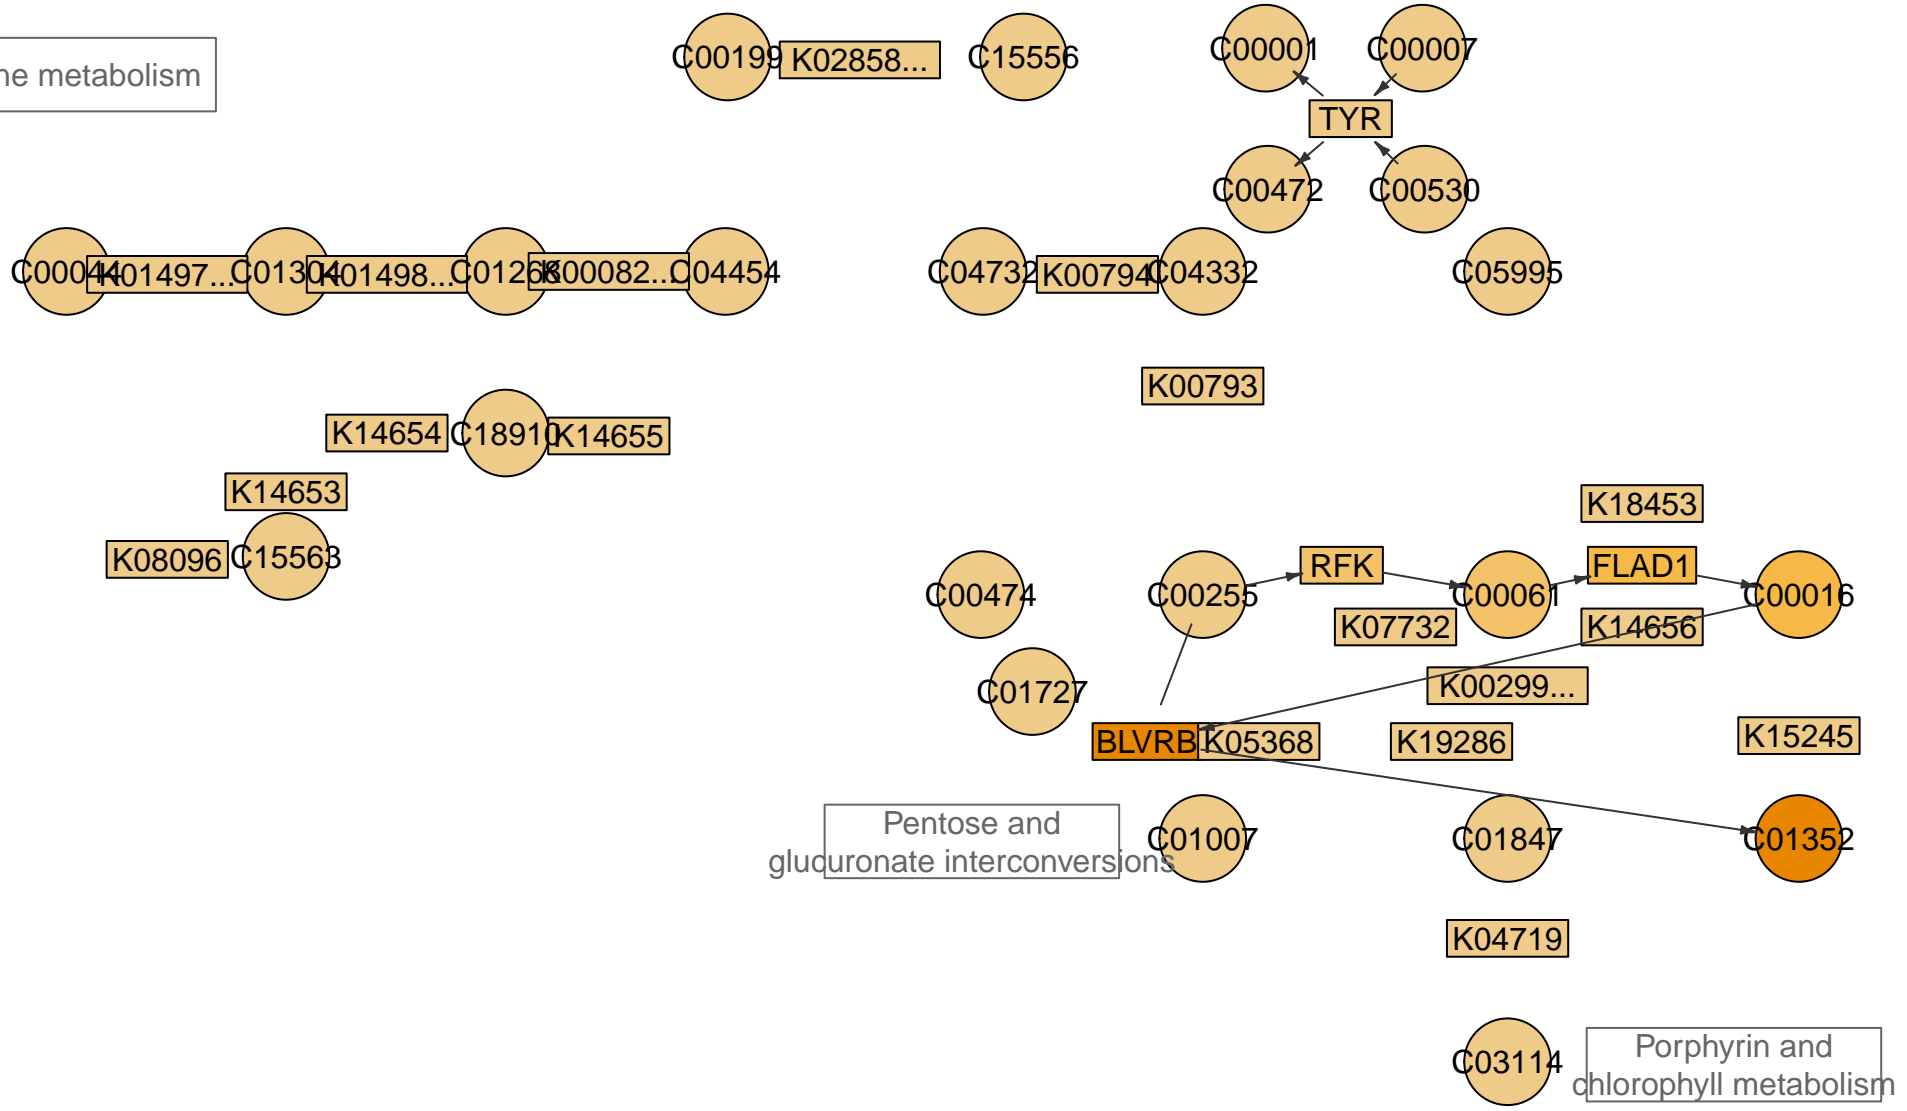 C00199
K02858...
C15556
C00001
C00007
ne metabolism
TYR
C00472
C00530
C00044
K01497...
C01304
K01498...
C01268
K00082...
C04454
C04732
K00794
C04332
C05995
K00793
K14654
C18910
K14655
K14653
K08096
C15563
K18453
RFK
FLAD1
C00474
C00255
C00061
C00016
K07732
K14656
C01727
K00299...
BLVRB
K05368
K19286
K15245
Pentose and
glucuronate interconversions
C01007
C01847
C01352
K04719
C03114
Porphyrin and
chlorophyll metabolism